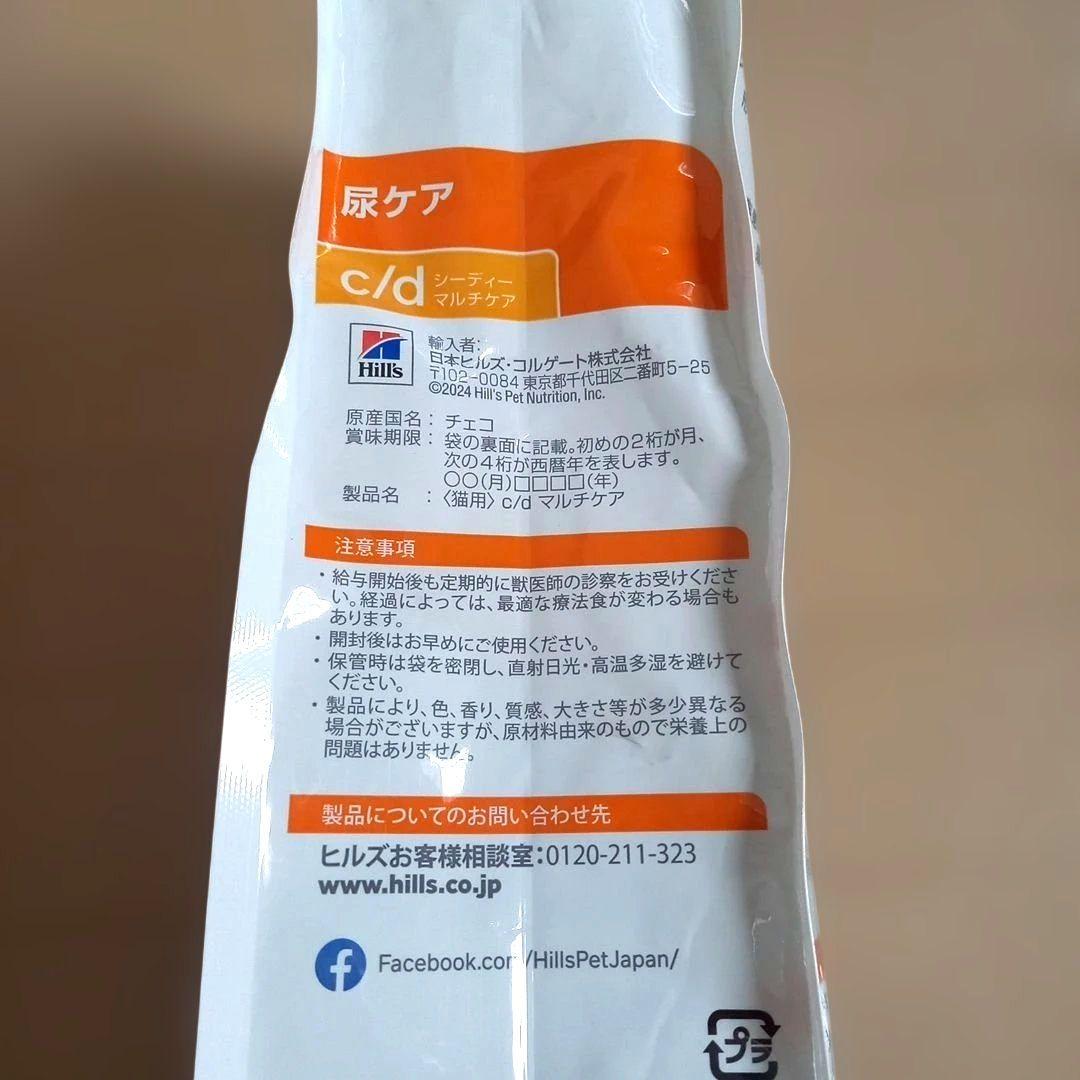 尿ケア
c/d シーディー
マルチケア
Hill's
輸入者:
日本ヒルズ・コルゲート株式会社
〒102-0084 東京都千代田区二番町5-25
©2024 Hill's Pet Nutrition, Inc.
原産国名 : チェコ
賞味期限 : 袋の裏面に記載。初めの2桁が月、
次の4桁が西暦年を表します。
〇〇(月)□□□□(年)
製品名 : 〈猫用〉 c/d マルチケア
注意事項
・給与開始後も定期的に獣医師の診察をお受けくださ
い。経過によっては、最適な療法食が変わる場合も
あります。
・開封後はお早めにご使用ください。
・保管時は袋を密閉し、直射日光・高温多湿を避けて
ください。
・製品により、色、香り、質感、大きさ等が多少異なる
場合がございますが、原材料由来のもので栄養上の
問題はありません。
製品についてのお問い合わせ先
ヒルズお客様相談室:0120-211-323
www.hills.co.jp
Facebook.com/HillsPetJapan/
プラ